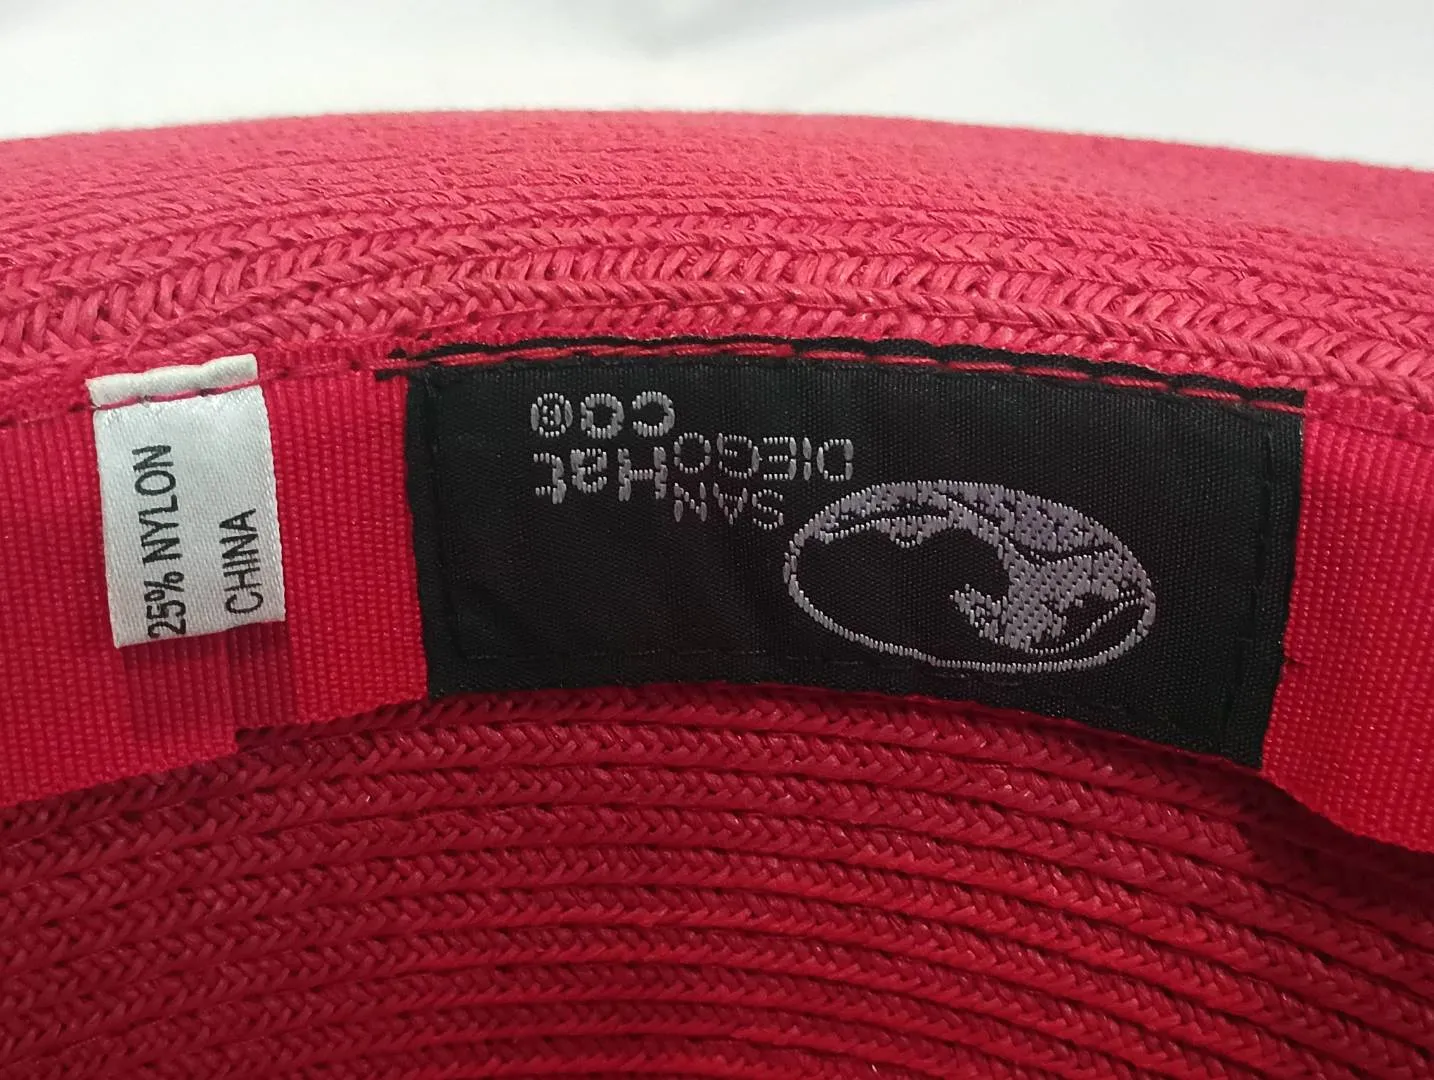 25% NYLON
CHINA
SAN
DIEGO
Hat
CO®